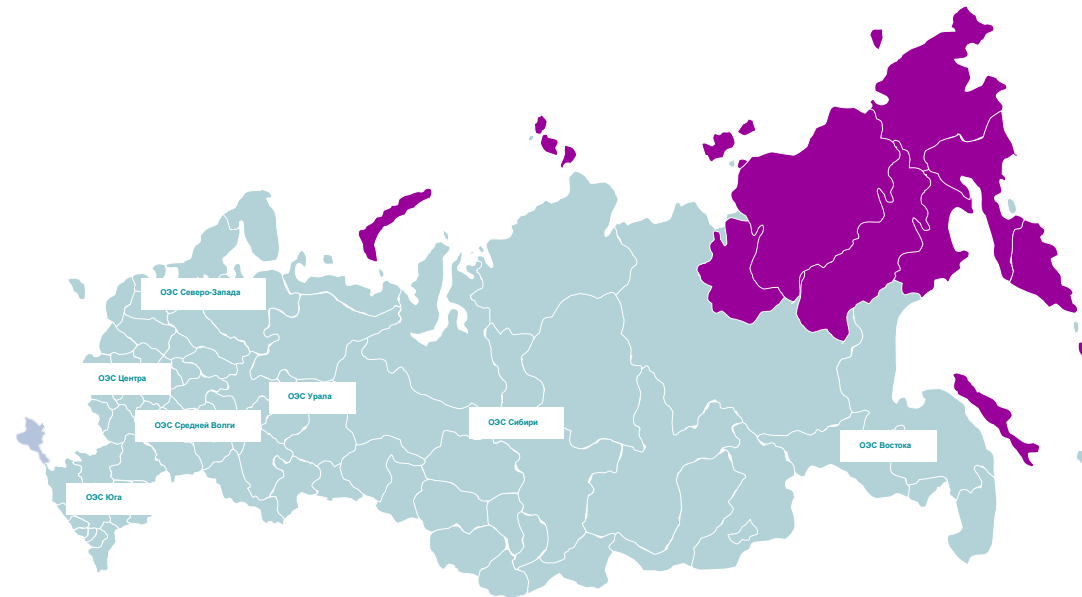 ОЭС Северо-Запада
ОЭС Центра
ОЭС Урала
ОЭС Средней Волги
ОЭС Сибири
ОЭС Востока
ОЭС Юга